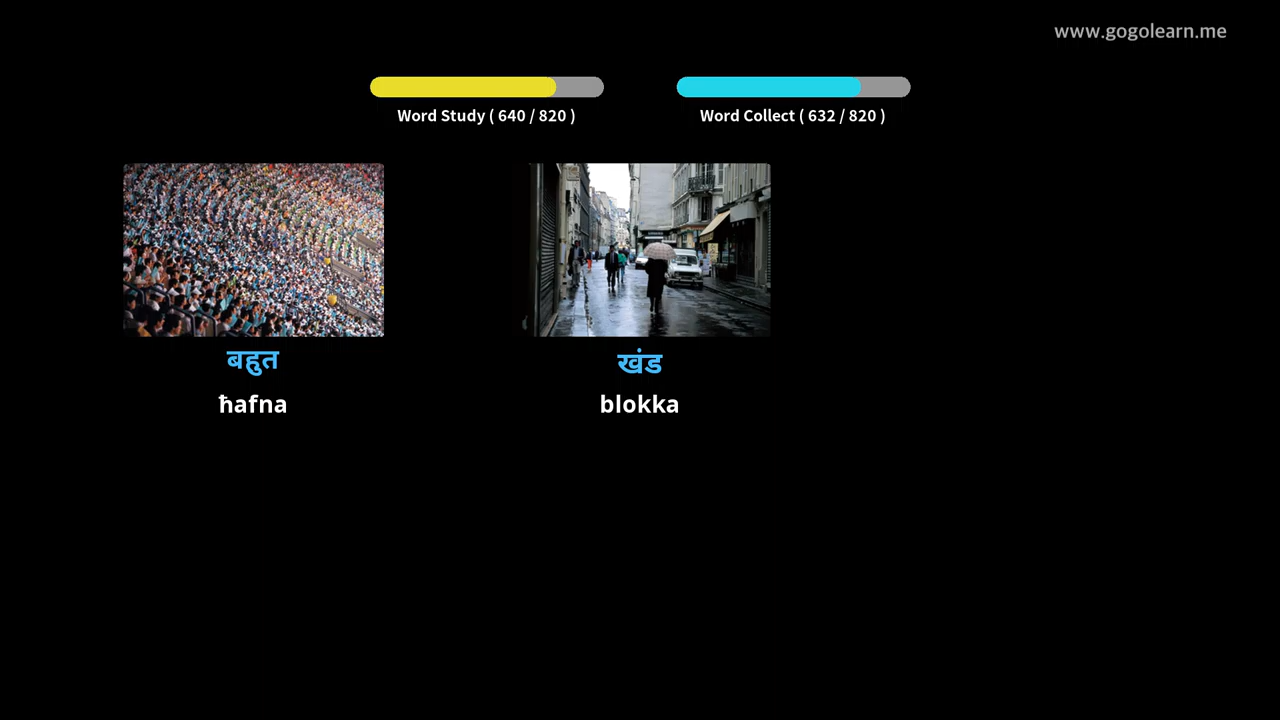 www.gogolearn.me
Word Study ( 640 / 820 )
Word Collect ( 632 / 820 )
बहुत
खंड
ħafna
blokka